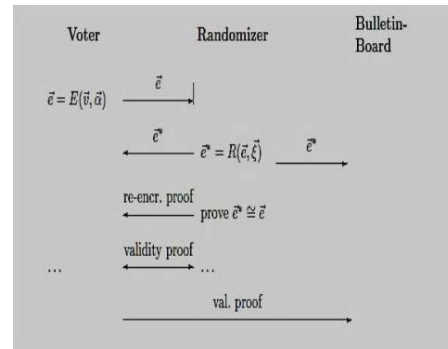 Voter Randomizer Bulletin-
Board
e⃗ = E(v⃗, α⃗) e⃗
e⃗* e⃗* = R(e⃗, ξ⃗) e⃗*
re-encr. proof
prove e⃗* ≅ e⃗
validity proof
... ...
val. proof